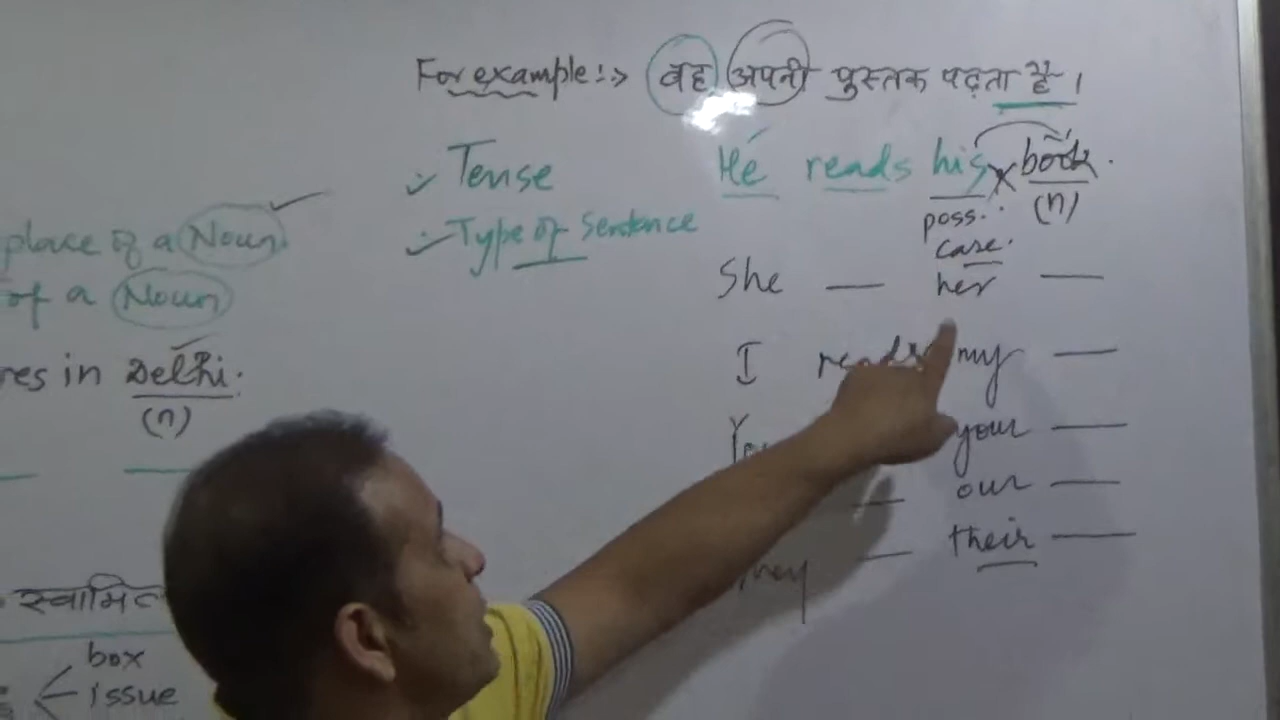 For example:-> वह अपनी पुस्तक पढ़ता है।
Tense
He reads his book.
(n)
poss.
case.
Type of Sentence
place of a Noun
of a Noun
She — her —
I my —
your —
— our —
— their —
res in Delhi.
(n)
box
issue